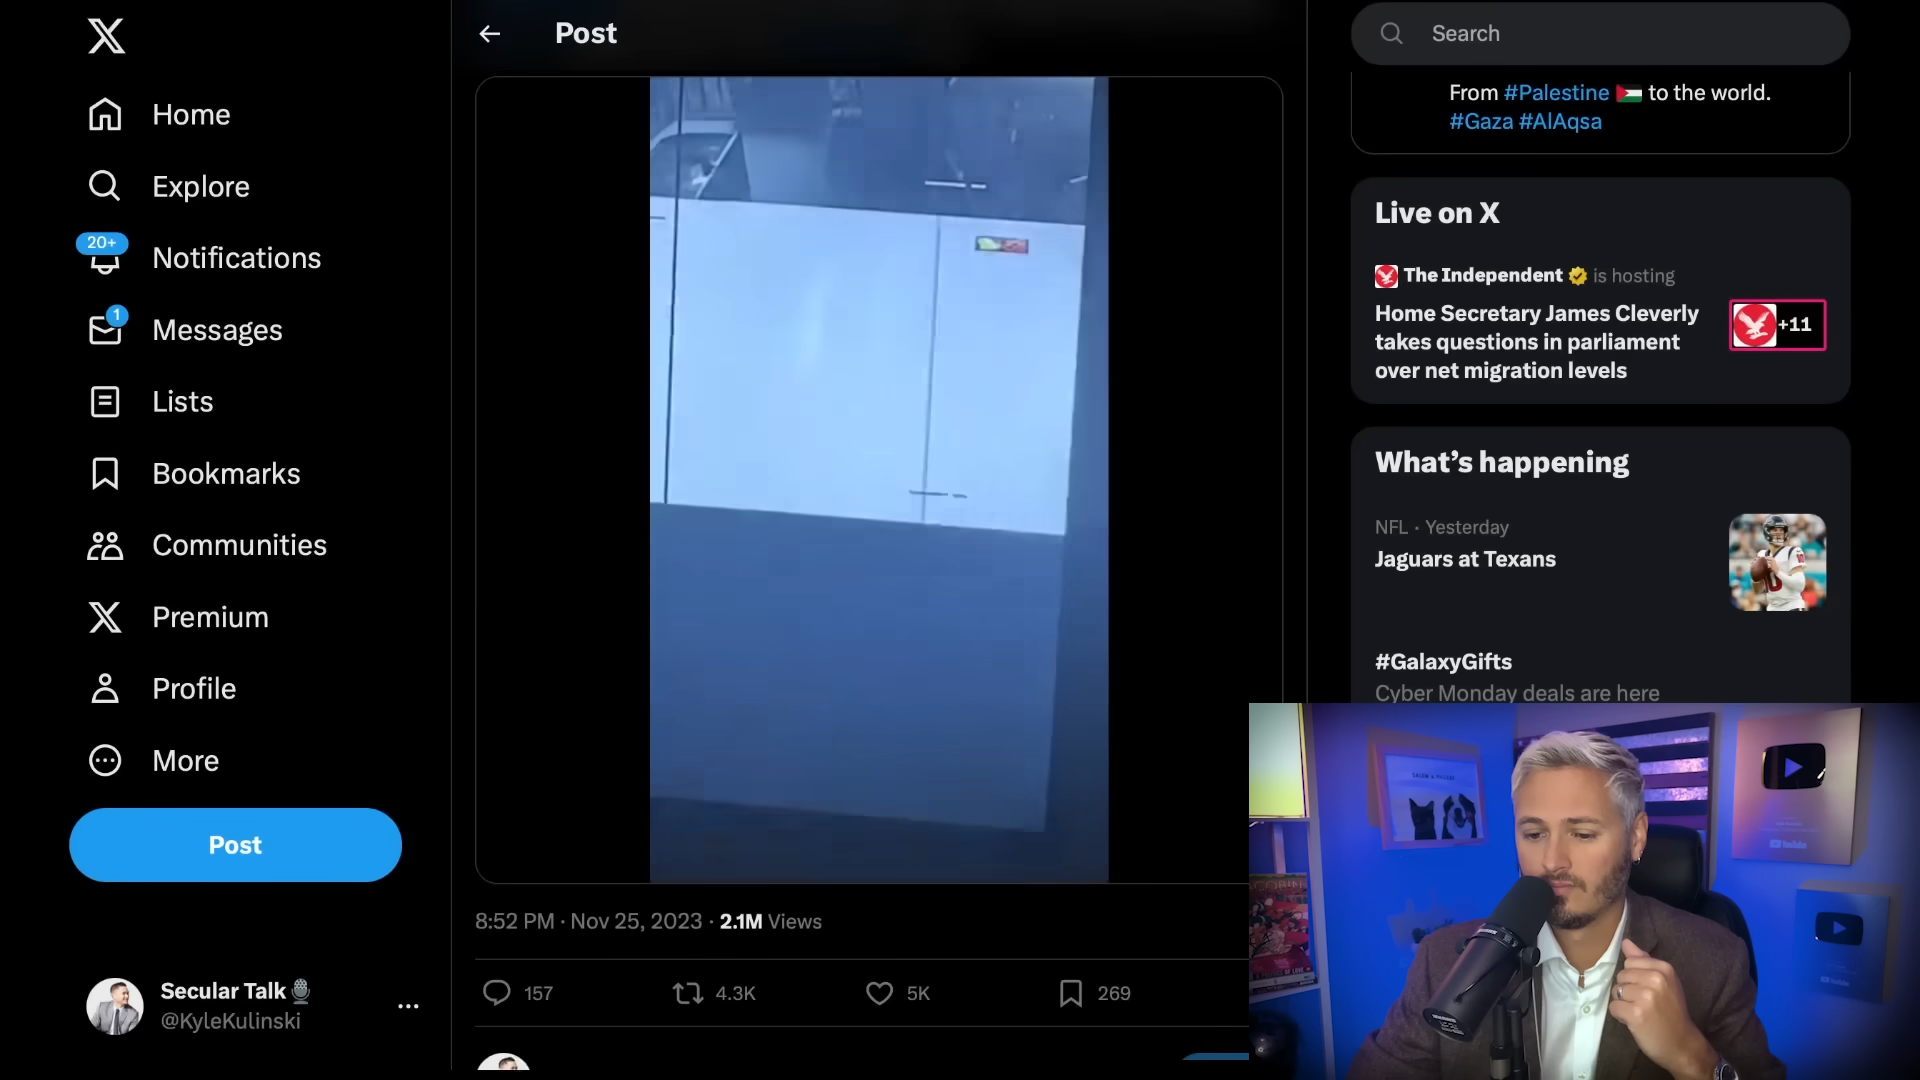 Home
Explore
20+
Notifications
1
Messages
Lists
Bookmarks
Communities
Premium
Profile
More
Post
Secular Talk
@KyleKulinski
Post
8:52 PM · Nov 25, 2023 · 2.1M Views
157
4.3K
5K
269
Search
From #Palestine to the world.
#Gaza #AlAqsa
Live on X
The Independent is hosting
Home Secretary James Cleverly
takes questions in parliament
over net migration levels
+11
What's happening
NFL · Yesterday
Jaguars at Texans
#GalaxyGifts
Cyber Monday deals are here